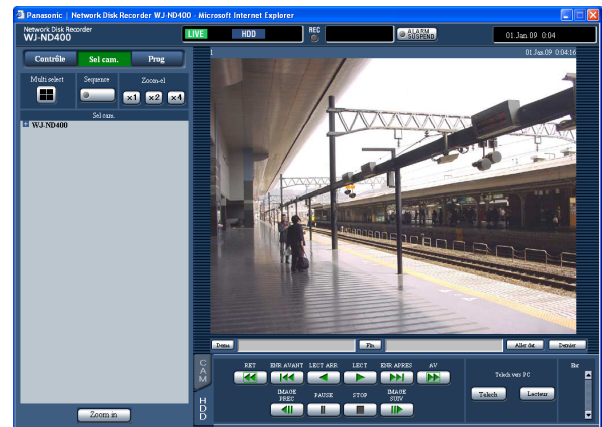 Panasonic | Network Disk Recorder WJ-ND400 - Microsoft Internet Explorer
Network Disk Recorder
WJ-ND400
LIVE HDD REC ALARM SUSPEND 01.Jan.09 0:04
Contrôle Sel cam. Prog
Multi select Sequence Zoom-el
x1 x2 x4
Sel cam.
WJ-ND400
Zoom in
1 01.Jan.09 0:04:16
Fin Aller dat Dernier
CAM
HDD
RET ENR AVANT LECT ARR. LECT ENR APRES AV
IMAGE PREC PAUSE STOP IMAGE SUIV
Telech vers PC
Telech Lecteur